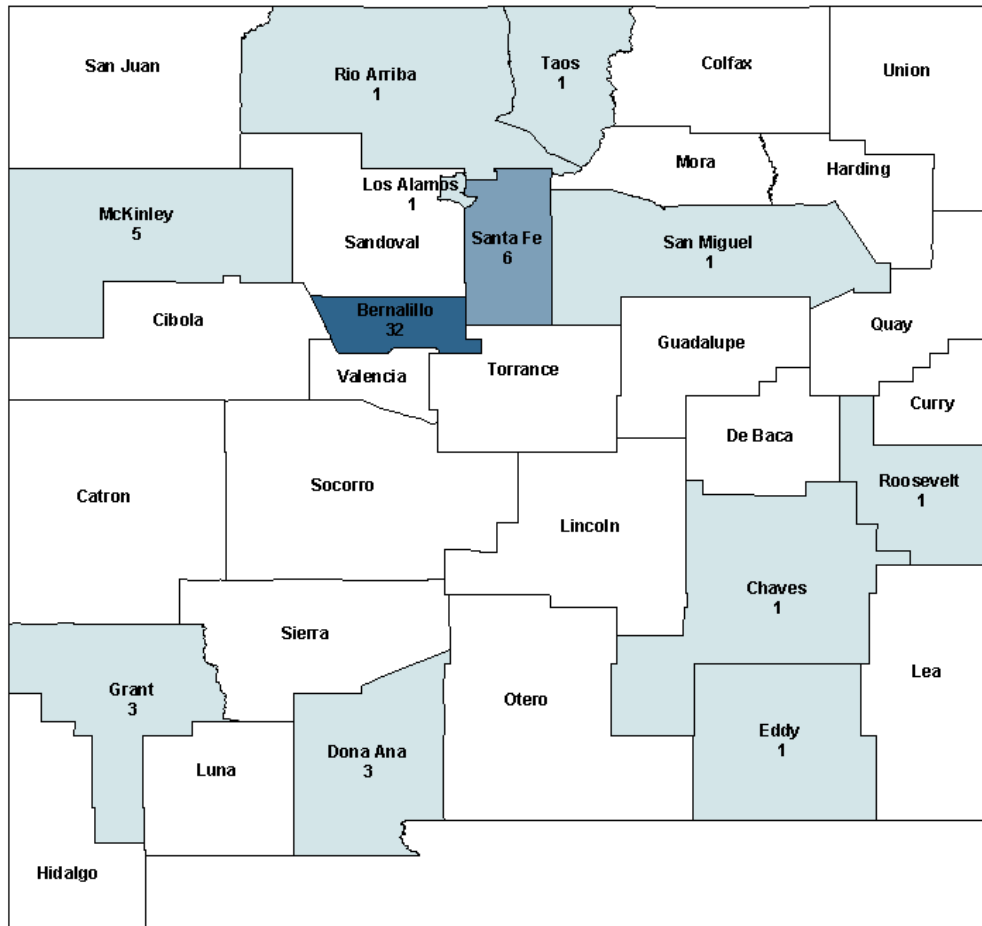 San Juan
Rio Arriba
1
Taos
1
Colfax
Union
McKinley
5
Los Alamos
1
Mora
Harding
Sandoval
Santa Fe
6
San Miguel
1
Cibola
Bernalillo
32
Valencia
Torrance
Guadalupe
Quay
Curry
De Baca
Roosevelt
1
Catron
Socorro
Lincoln
Chaves
1
Sierra
Grant
3
Otero
Lea
Luna
Dona Ana
3
Eddy
1
Hidalgo